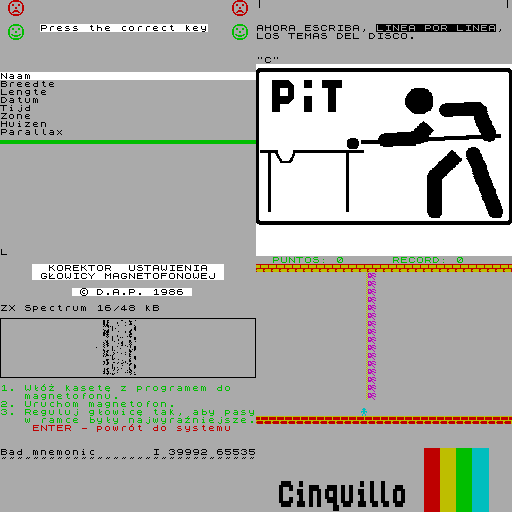 Press the correct key
Naam
Breedte
Lengte
Datum
Tijd
Zone
Huizen
Parallax
L
AHORA ESCRIBA, LINEA POR LINEA,
LOS TEMAS DEL DISCO.
"C"
PiT
KOREKTOR USTAWIENIA
GŁOWICY MAGNETOFONOWEJ
© D.A.P. 1986
ZX Spectrum 16/48 kB
1. Włóż kasetę z programem do
magnetofonu.
2. Uruchom magnetofon.
3. Reguluj głowicę tak, aby pasy
w ramce były najwyraźniejsze.
ENTER - powrót do systemu
Bad mnemonic I 39992 65535
PUNTOS: 0 RECORD: 0
Cinquillo